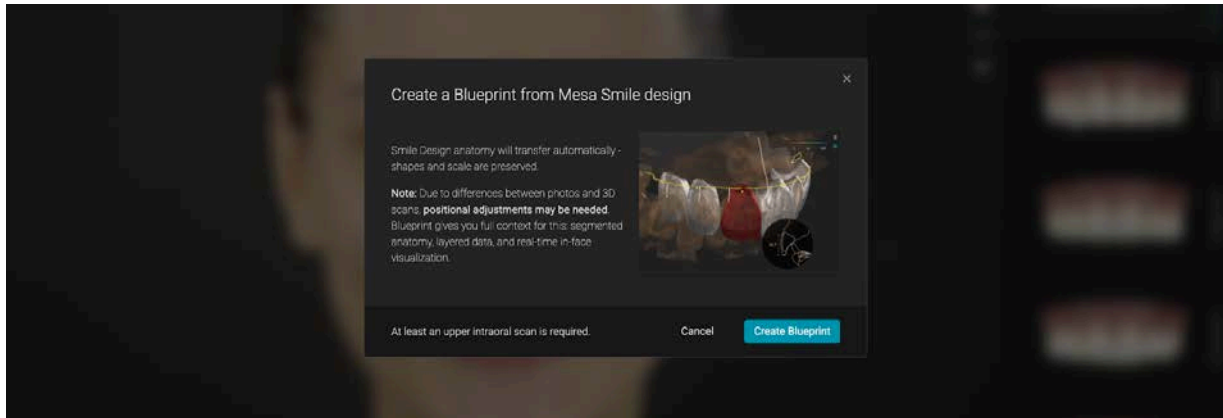 Create a Blueprint from Mesa Smile design
Smile Design anatomy will transfer automatically -
shapes and scale are preserved.
Note: Due to differences between photos and 3D
scans, positional adjustments may be needed.
Blueprint gives you full context for this: segmented
anatomy, layered data, and real-time in-face
visualization.
At least an upper intraoral scan is required.
Cancel
Create Blueprint